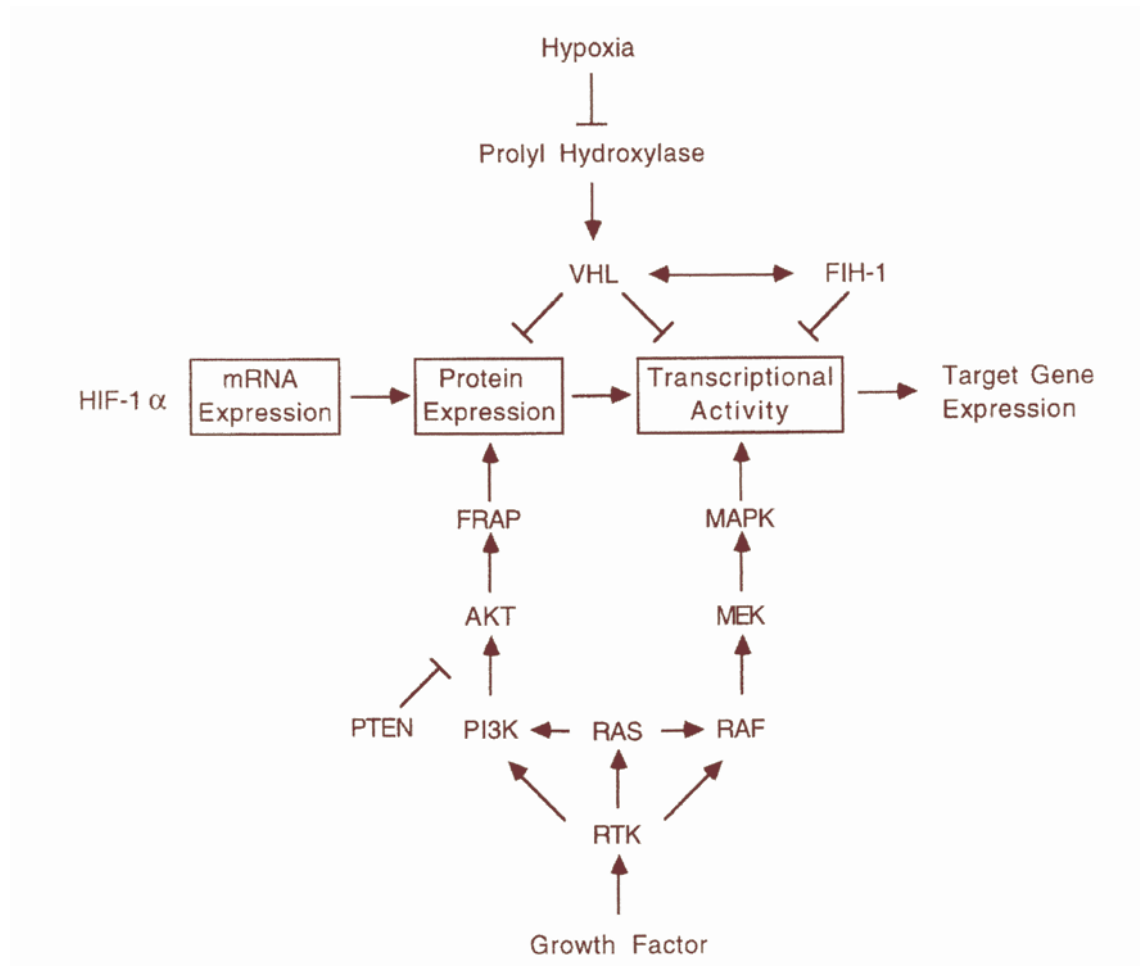 Hypoxia
Prolyl Hydroxylase
VHL
FIH-1
HIF-1 α
mRNA
Expression
Protein
Expression
Transcriptional
Activity
Target Gene
Expression
FRAP
MAPK
AKT
MEK
PTEN
PI3K
RAS
RAF
RTK
Growth Factor